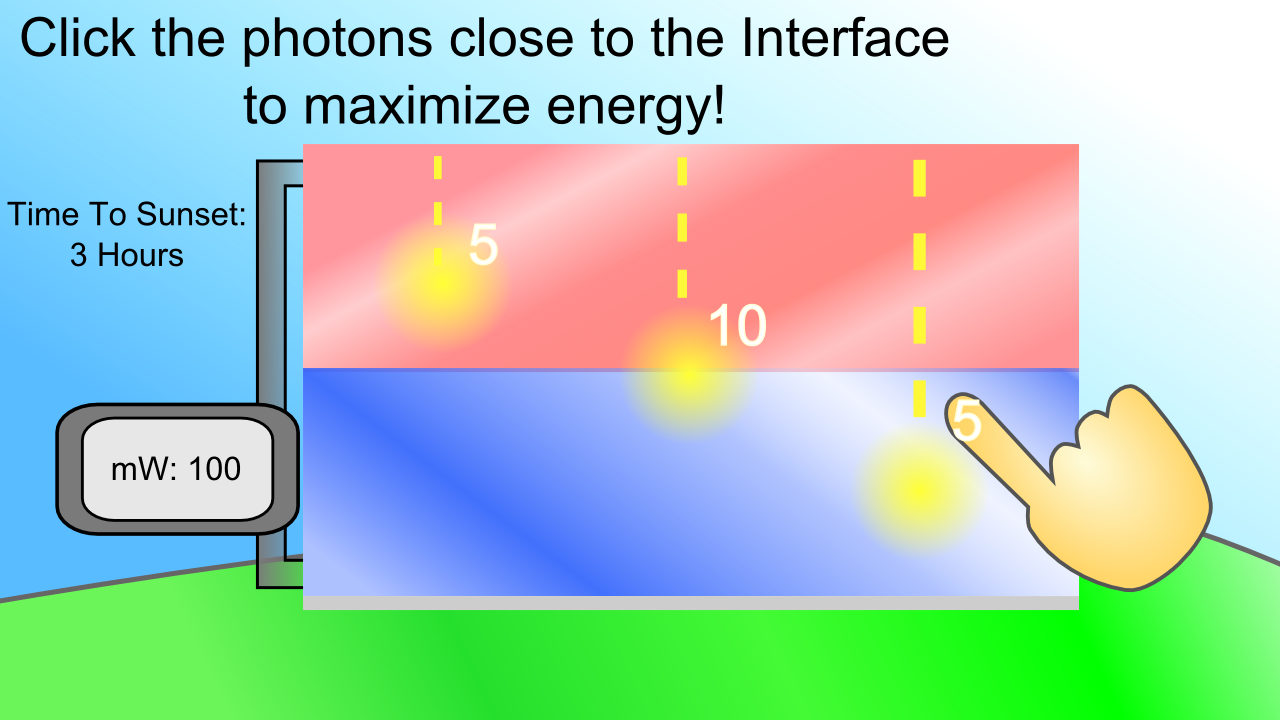 Click the photons close to the Interface
to maximize energy!
Time To Sunset:
3 Hours
5
10
5
mW: 100